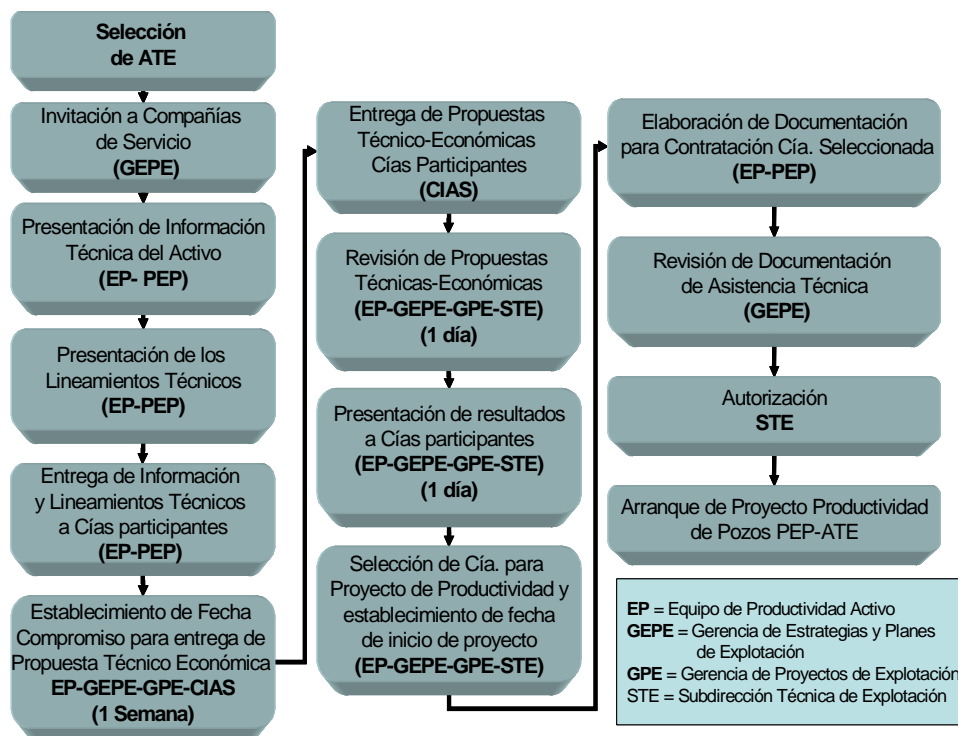 Selección
de ATE
Invitación a Compañías
de Servicio
(GEPE)
Presentación de Información
Técnica del Activo
(EP- PEP)
Presentación de los
Lineamientos Técnicos
(EP-PEP)
Entrega de Información
y Lineamientos Técnicos
a Cías participantes
(EP-PEP)
Establecimiento de Fecha
Compromiso para entrega de
Propuesta Técnico Económica
EP-GEPE-GPE-CIAS
(1 Semana)
Entrega de Propuestas
Técnico-Económicas
Cías Participantes
(CIAS)
Revisión de Propuestas
Técnicas-Económicas
(EP-GEPE-GPE-STE)
(1 día)
Presentación de resultados
a Cías participantes
(EP-GEPE-GPE-STE)
(1 día)
Selección de Cía. para
Proyecto de Productividad y
establecimiento de fecha
de inicio de proyecto
(EP-GEPE-GPE-STE)
Elaboración de Documentación
para Contratación Cía. Seleccionada
(EP-PEP)
Revisión de Documentación
de Asistencia Técnica
(GEPE)
Autorización
STE
Arranque de Proyecto Productividad
de Pozos PEP-ATE
EP = Equipo de Productividad Activo
GEPE = Gerencia de Estrategias y Planes
de Explotación
GPE = Gerencia de Proyectos de Explotación
STE = Subdirección Técnica de Explotación